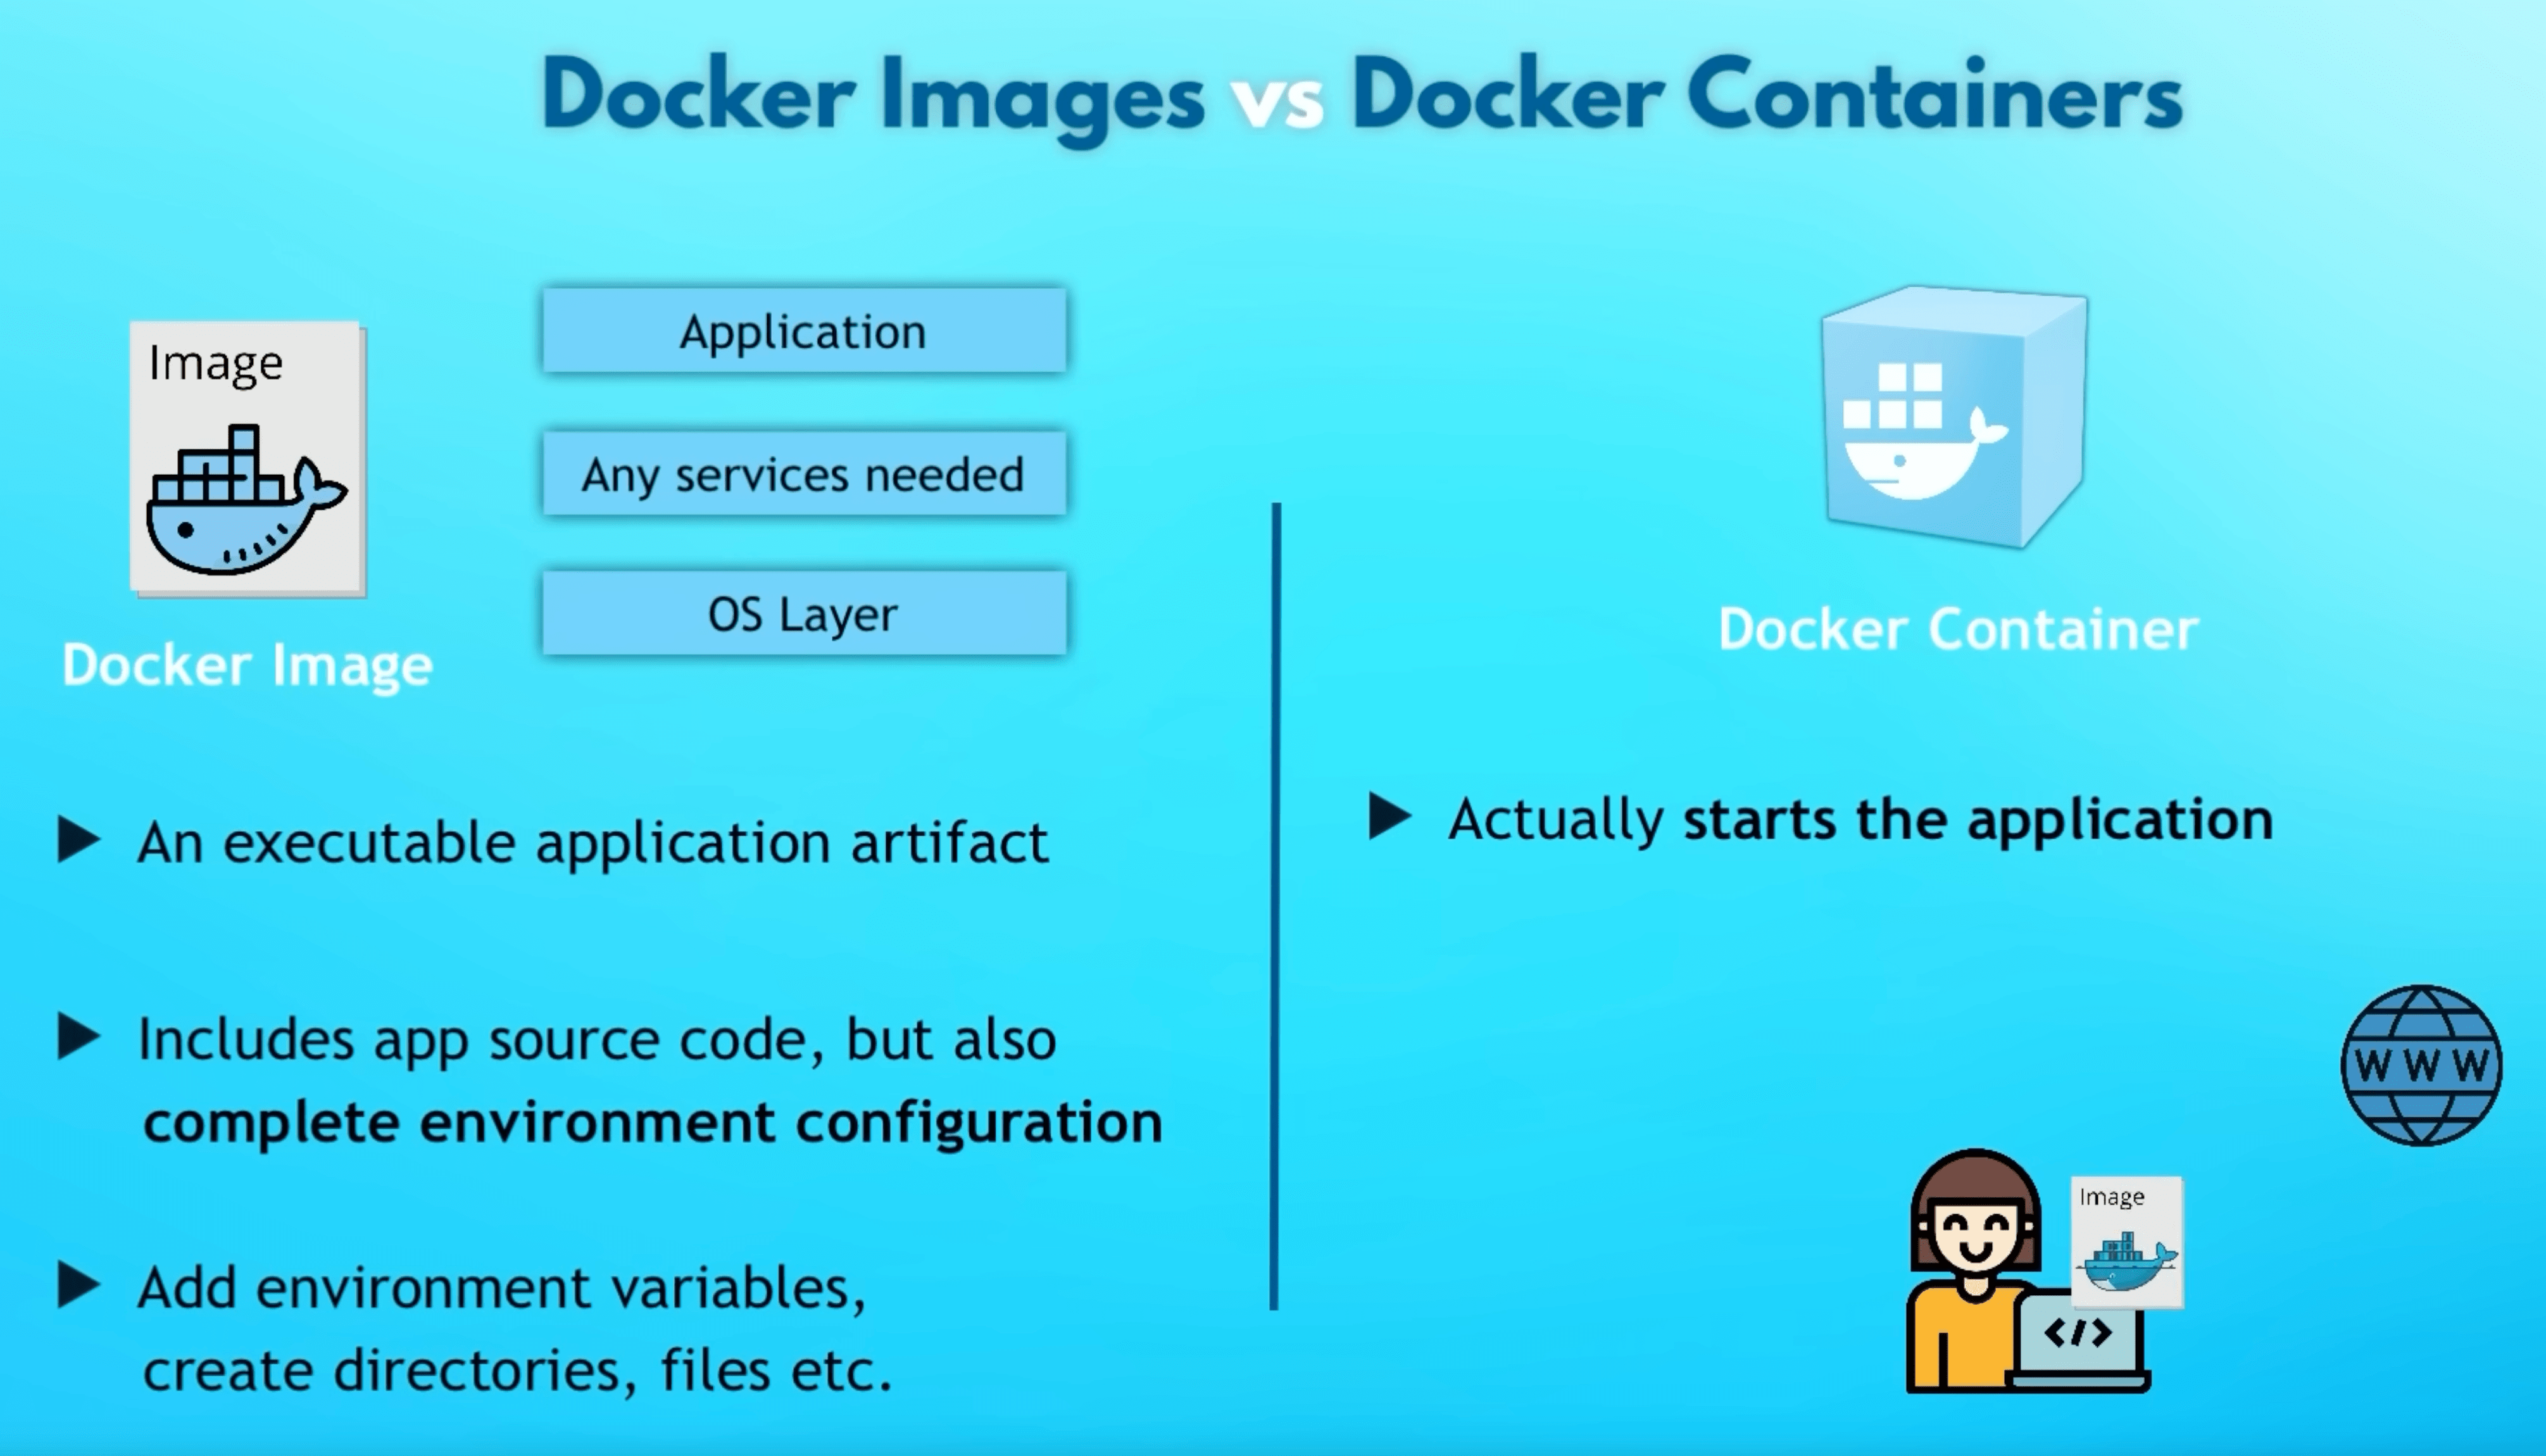 Docker Images vs Docker Containers
Image
Docker Image
Application
Any services needed
OS Layer
An executable application artifact
Includes app source code, but also
complete environment configuration
Add environment variables,
create directories, files etc.
Docker Container
Actually starts the application
WWW
Image
</>